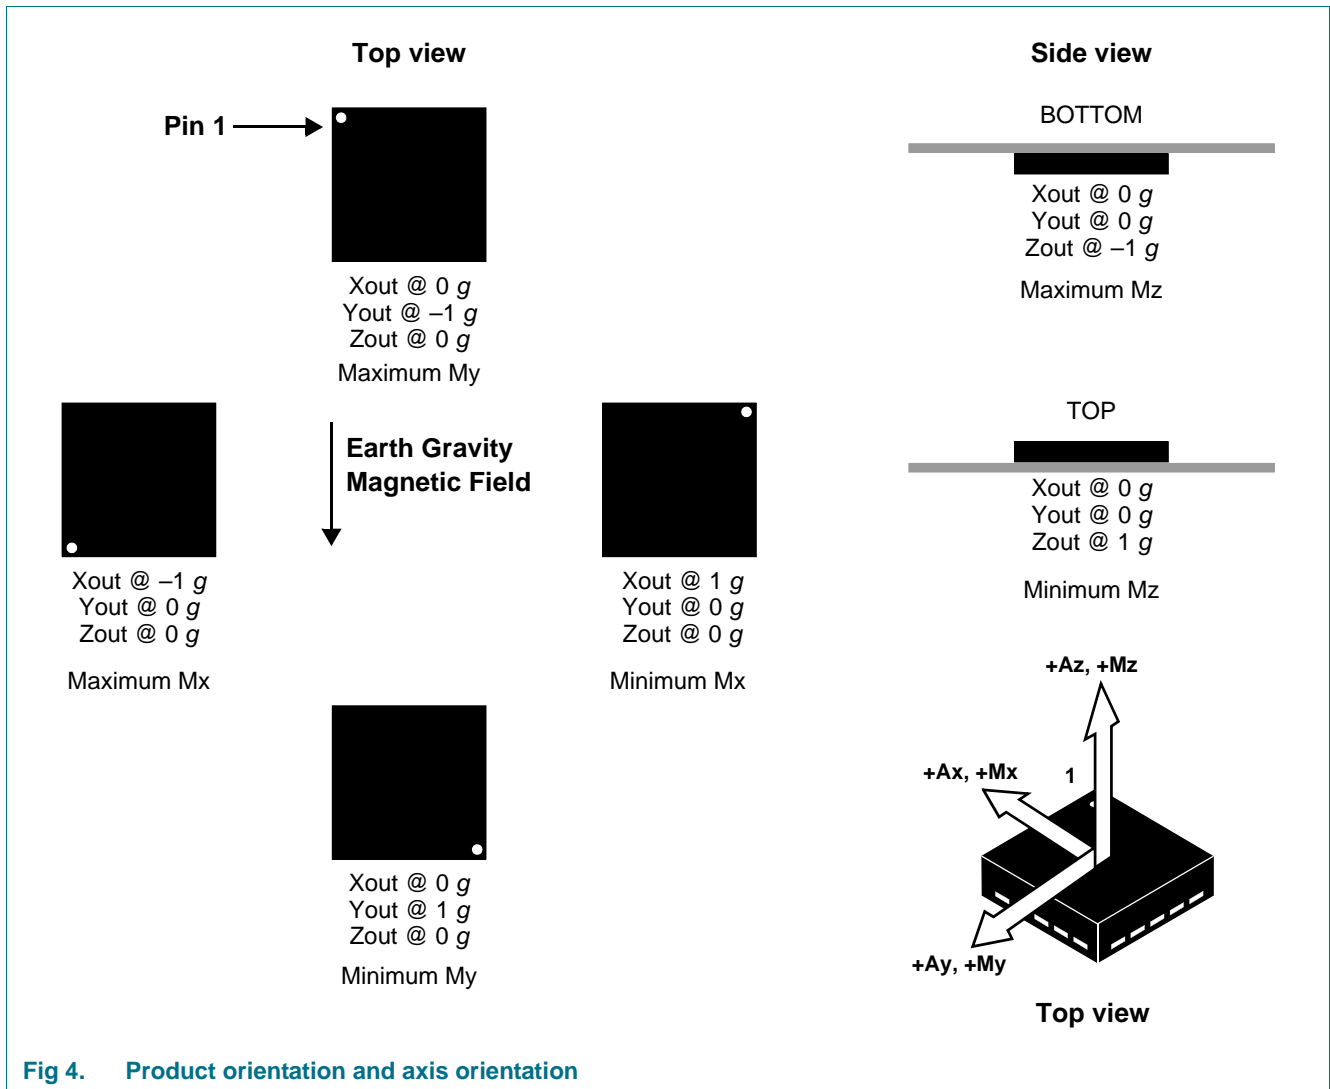 Top view
Pin 1
Xout @ 0 g
Yout @ –1 g
Zout @ 0 g
Maximum My
Earth Gravity
Magnetic Field
Xout @ –1 g
Yout @ 0 g
Zout @ 0 g
Maximum Mx
Xout @ 1 g
Yout @ 0 g
Zout @ 0 g
Minimum Mx
Xout @ 0 g
Yout @ 1 g
Zout @ 0 g
Minimum My
Side view
BOTTOM
Xout @ 0 g
Yout @ 0 g
Zout @ –1 g
Maximum Mz
TOP
Xout @ 0 g
Yout @ 0 g
Zout @ 1 g
Minimum Mz
+Az, +Mz
+Ax, +Mx
1
+Ay, +My
Top view
Fig 4. Product orientation and axis orientation